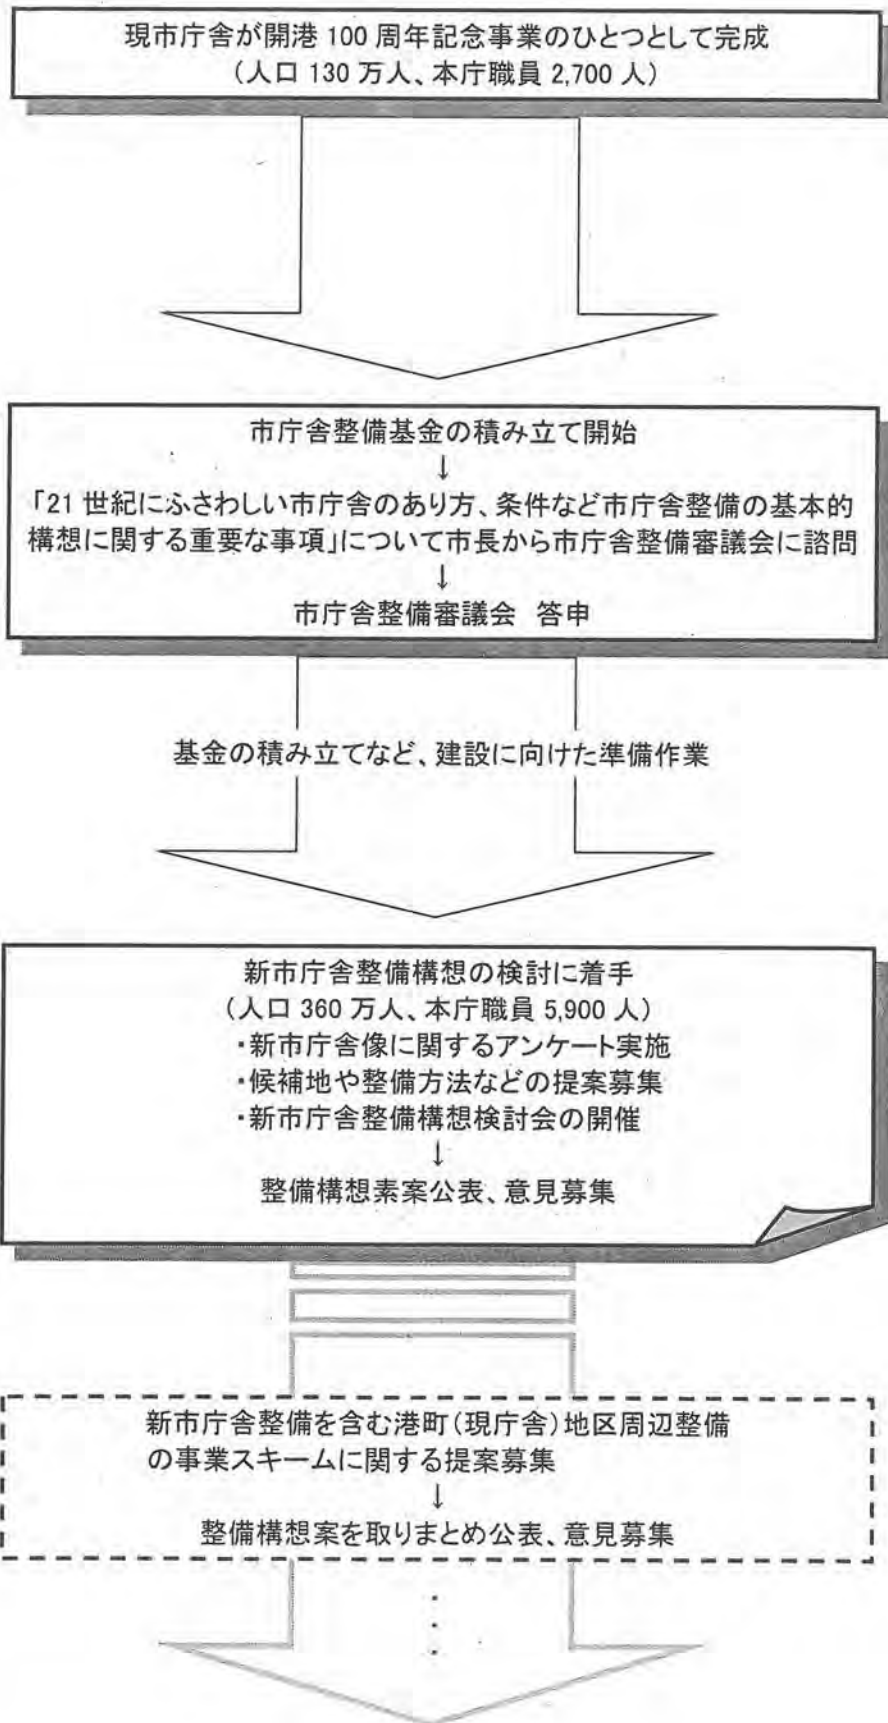 現市庁舎が開港 100 周年記念事業のひとつとして完成
（人口 130 万人、本庁職員 2,700 人）
市庁舎整備基金の積み立て開始
↓
「21 世紀にふさわしい市庁舎のあり方、条件など市庁舎整備の基本的
構想に関する重要な事項」について市長から市庁舎整備審議会に諮問
↓
市庁舎整備審議会　答申
基金の積み立てなど、建設に向けた準備作業
新市庁舎整備構想の検討に着手
（人口 360 万人、本庁職員 5,900 人）
・新市庁舎像に関するアンケート実施
・候補地や整備方法などの提案募集
・新市庁舎整備構想検討会の開催
↓
整備構想素案公表、意見募集
新市庁舎整備を含む港町（現庁舎）地区周辺整備
の事業スキームに関する提案募集
↓
整備構想案を取りまとめ公表、意見募集